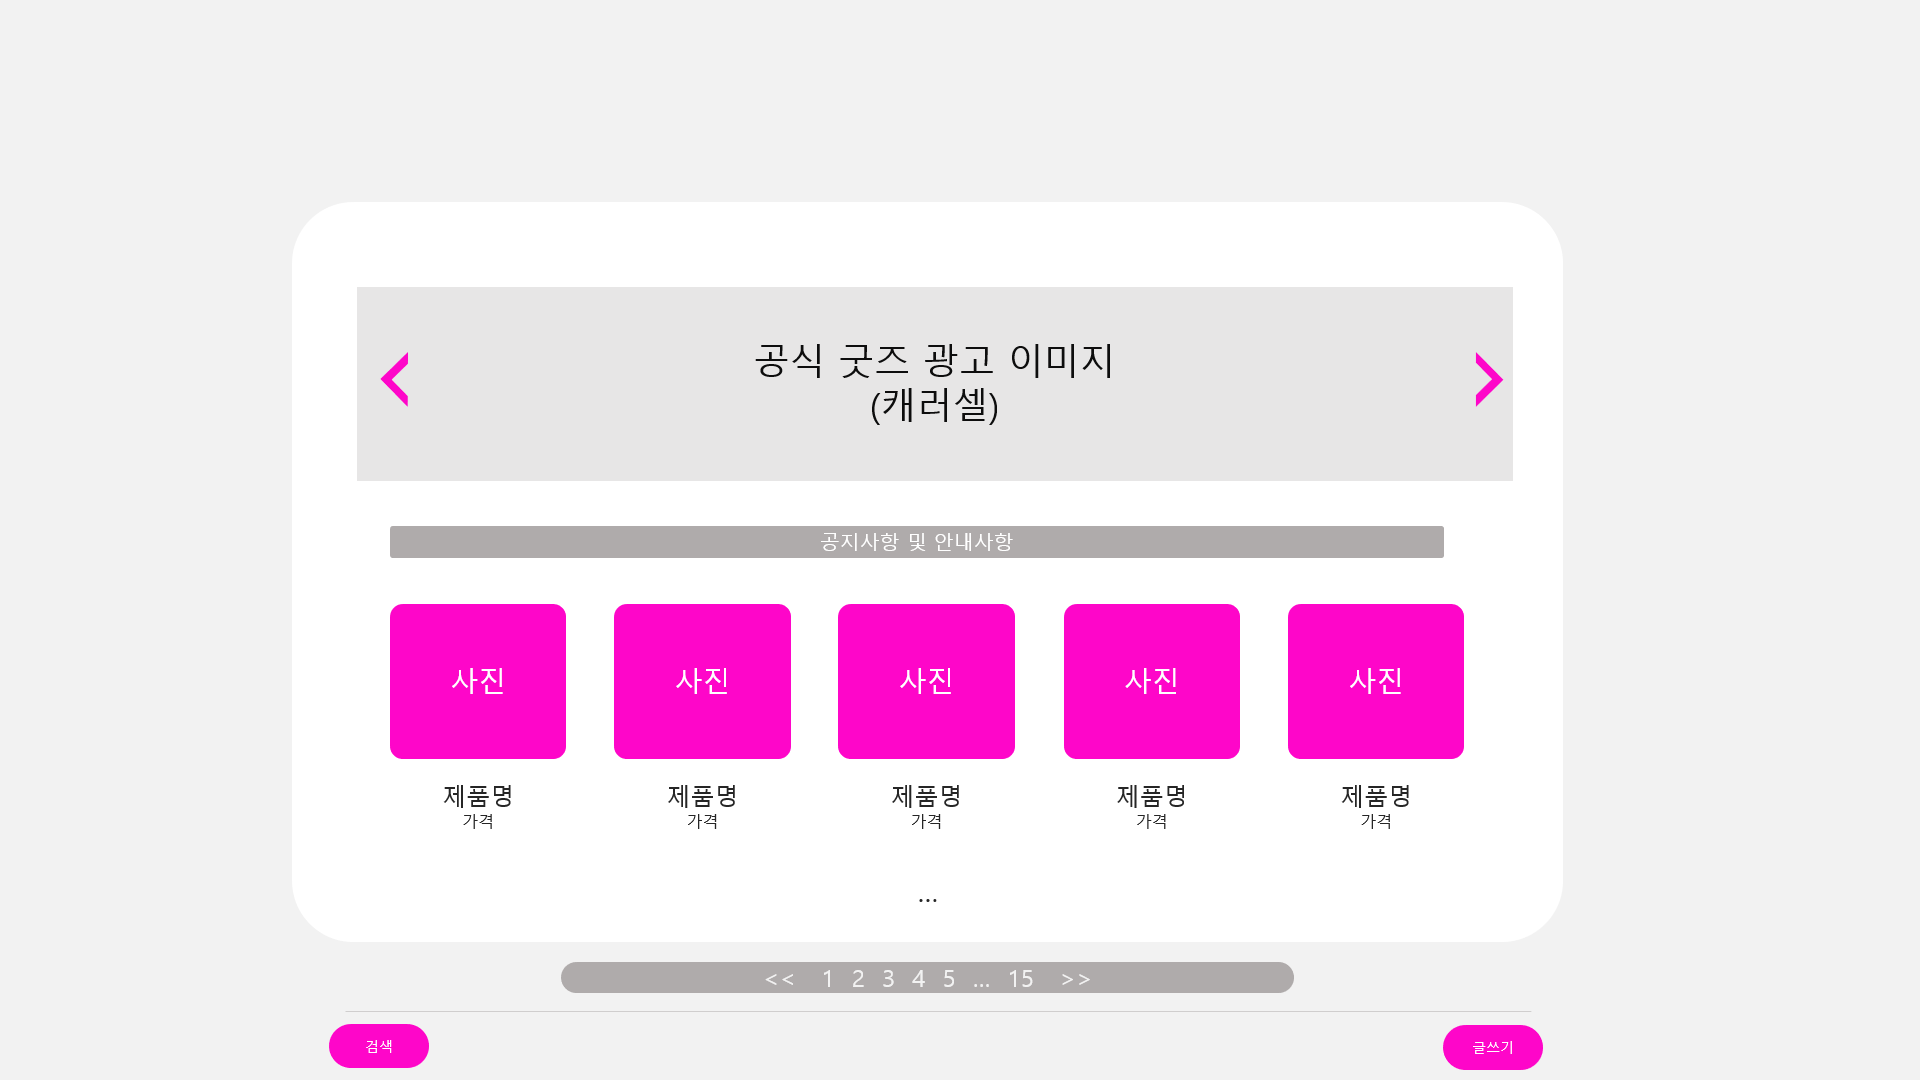 공식 굿즈 광고 이미지
(캐러셀)
공지사항 및 안내사항
사진 사진 사진 사진 사진
제품명 제품명 제품명 제품명 제품명
가격 가격 가격 가격 가격
...
<< 1 2 3 4 5 ... 15 >>
검색 글쓰기